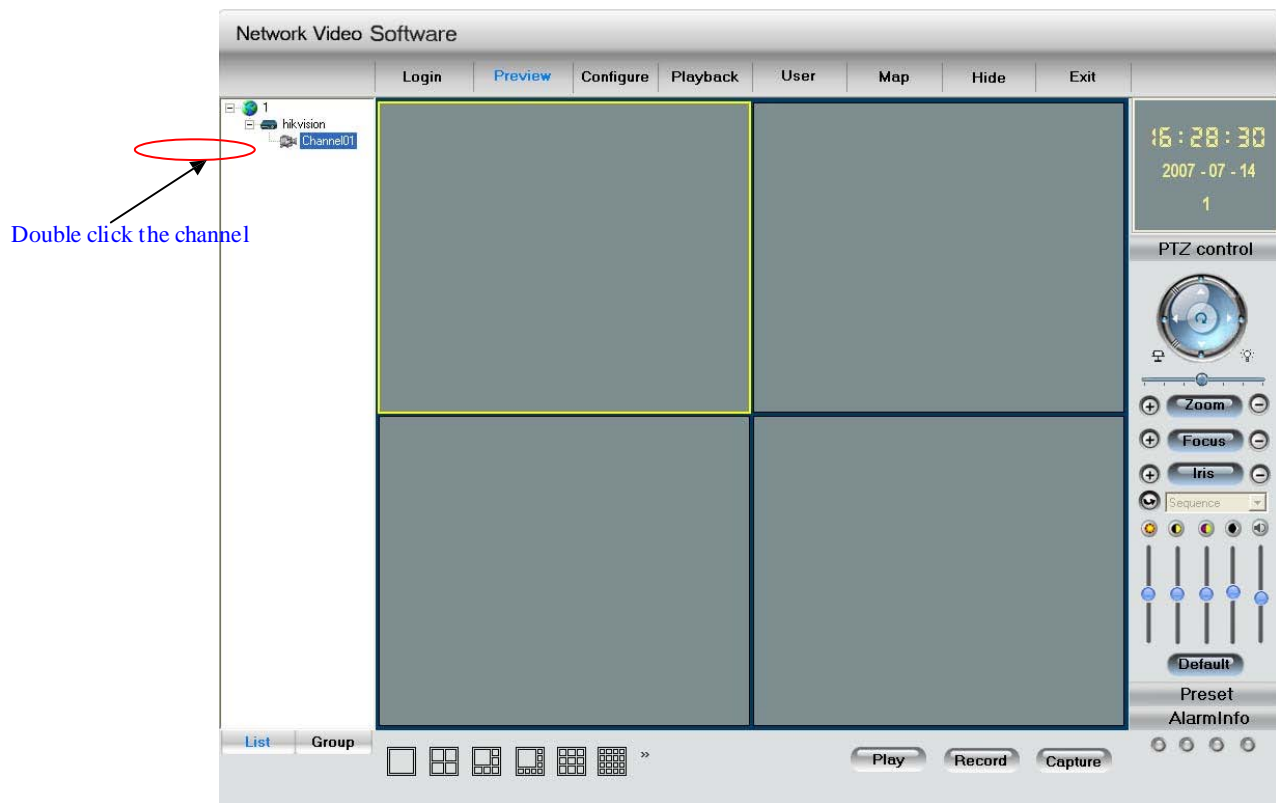 Network Video Software
Login Preview Configure Playback User Map Hide Exit
1
hikvision
Channel01
Double click the channel
16:28:30
2007 - 07 - 14
1
PTZ control
Zoom
Focus
Iris
Sequence
Default
Preset
AlarmInfo
List Group
»
Play Record Capture